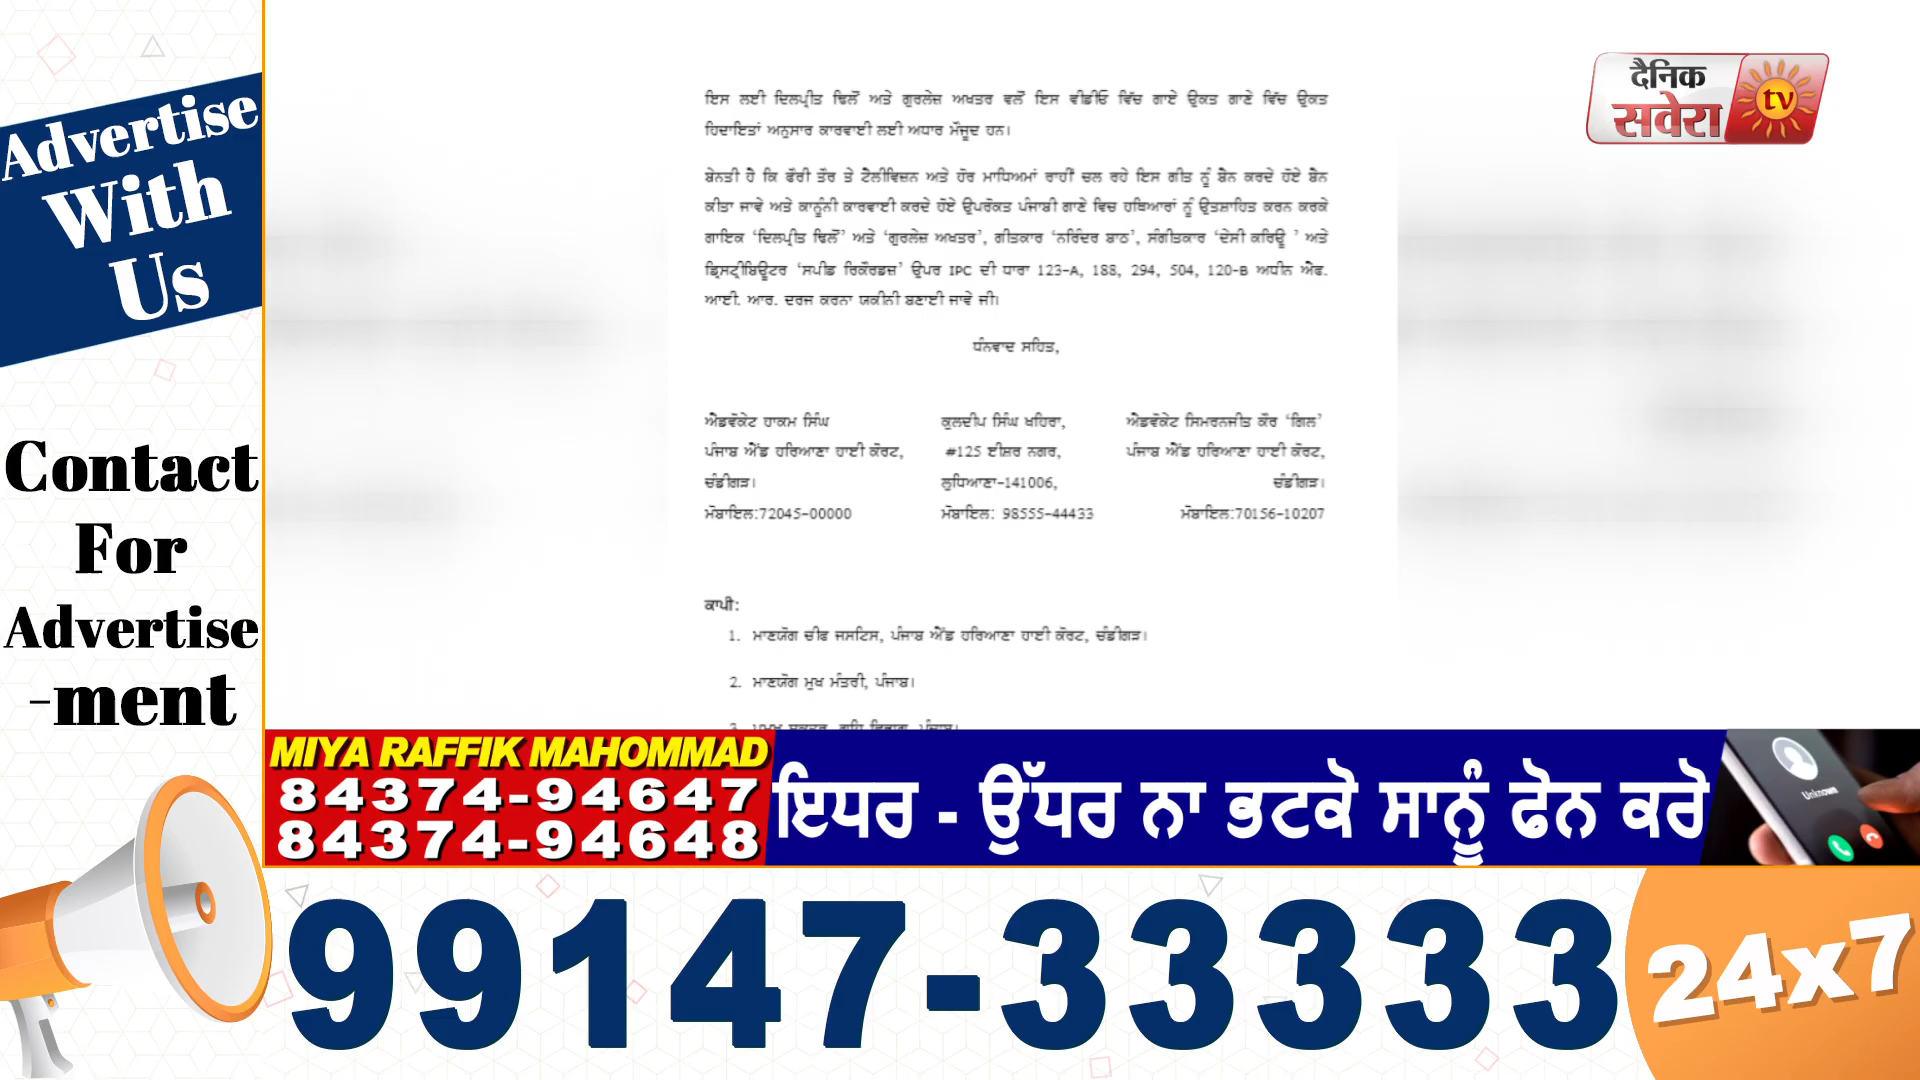 Advertise
With
Us
Contact
For
Advertise
-ment
दैनिक
सवेरा tv
ਇਸ ਲਈ ਦਿਲਪ੍ਰੀਤ ਢਿਲੋਂ ਅਤੇ ਗੁਰਲੇਜ਼ ਅਖਤਰ ਵਲੋਂ ਇਸ ਵੀਡੀਓ ਵਿੱਚ ਗਾਏ ਉਕਤ ਗਾਣੇ ਵਿੱਚ ਉਕਤ
ਹਿਦਾਇਤਾਂ ਅਨੁਸਾਰ ਕਾਰਵਾਈ ਲਈ ਅਧਾਰ ਮੌਜੂਦ ਹਨ।
ਬੇਨਤੀ ਹੈ ਕਿ ਫੌਰੀ ਤੌਰ ਤੇ ਟੈਲੀਵਿਜ਼ਨ ਅਤੇ ਹੋਰ ਮਾਧਿਅਮਾਂ ਰਾਹੀਂ ਚਲ ਰਹੇ ਇਸ ਗੀਤ ਨੂੰ ਬੈਨ ਕਰਦੇ ਹੋਏ ਬੈਨ
ਕੀਤਾ ਜਾਵੇ ਅਤੇ ਕਾਨੂੰਨੀ ਕਾਰਵਾਈ ਕਰਦੇ ਹੋਏ ਉਪਰੋਕਤ ਪੰਜਾਬੀ ਗਾਣੇ ਵਿਚ ਹਥਿਆਰਾਂ ਨੂੰ ਉਤਸ਼ਾਹਿਤ ਕਰਨ ਕਰਕੇ
ਗਾਇਕ ‘ਦਿਲਪ੍ਰੀਤ ਢਿਲੋਂ’ ਅਤੇ ‘ਗੁਰਲੇਜ਼ ਅਖਤਰ’, ਗੀਤਕਾਰ ‘ਨਰਿੰਦਰ ਬਾਠ’, ਸੰਗੀਤਕਾਰ ‘ਦੇਸੀ ਕਰਿਊ ’ ਅਤੇ
ਡਿਸਟ੍ਰੀਬਿਊਟਰ ‘ਸਪੀਡ ਰਿਕੌਰਡਜ਼’ ਉਪਰ IPC ਦੀ ਧਾਰਾ 123-A, 188, 294, 504, 120-B ਅਧੀਨ ਐਫ.
ਆਈ. ਆਰ. ਦਰਜ ਕਰਨਾ ਯਕੀਨੀ ਬਣਾਈ ਜਾਵੇ ਜੀ।
ਧੰਨਵਾਦ ਸਹਿਤ,
ਐਡਵੋਕੇਟ ਹਾਕਮ ਸਿੰਘ ਕੁਲਦੀਪ ਸਿੰਘ ਖਹਿਰਾ, ਐਡਵੋਕੇਟ ਸਿਮਰਨਜੀਤ ਕੌਰ ‘ਗਿਲ’
ਪੰਜਾਬ ਐਂਡ ਹਰਿਆਣਾ ਹਾਈ ਕੋਰਟ, #125 ਈਸ਼ਰ ਨਗਰ, ਪੰਜਾਬ ਐਂਡ ਹਰਿਆਣਾ ਹਾਈ ਕੋਰਟ,
ਚੰਡੀਗੜ। ਲੁਧਿਆਣਾ-141006, ਚੰਡੀਗੜ।
ਮੋਬਾਇਲ:72045-00000 ਮੋਬਾਇਲ: 98555-44433 ਮੋਬਾਇਲ:70156-10207
ਕਾਪੀ:
1. ਮਾਣਯੋਗ ਚੀਫ ਜਸਟਿਸ, ਪੰਜਾਬ ਐਂਡ ਹਰਿਆਣਾ ਹਾਈ ਕੋਰਟ, ਚੰਡੀਗੜ।
2. ਮਾਣਯੋਗ ਮੁਖ ਮੰਤਰੀ, ਪੰਜਾਬ।
MIYA RAFFIK MAHOMMAD
84374-94647
84374-94648
ਇਧਰ - ਉੱਧਰ ਨਾ ਭਟਕੋ ਸਾਨੂੰ ਫੋਨ ਕਰੋ
Unknown
99147-33333
24x7